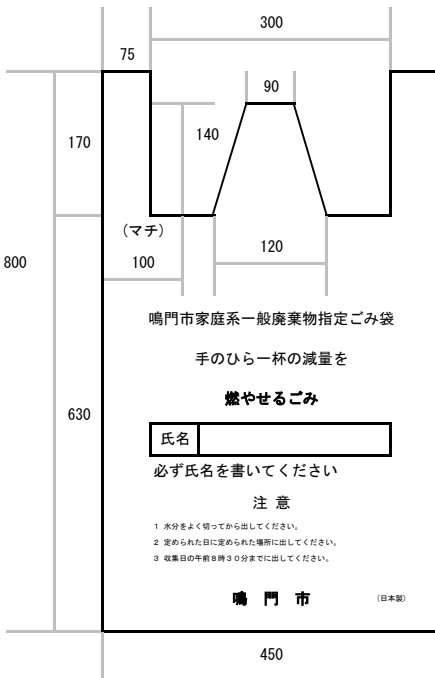 300
75
90
170
140
(マチ)
100
120
800
鳴門市家庭系一般廃棄物指定ごみ袋
手のひら一杯の減量を
燃やせるごみ
630
氏名
必ず氏名を書いてください
注 意
1 水分をよく切ってから出してください。
2 定められた日に定められた場所に出してください。
3 収集日の午前8時30分までに出してください。
鳴 門 市
(日本製)
450